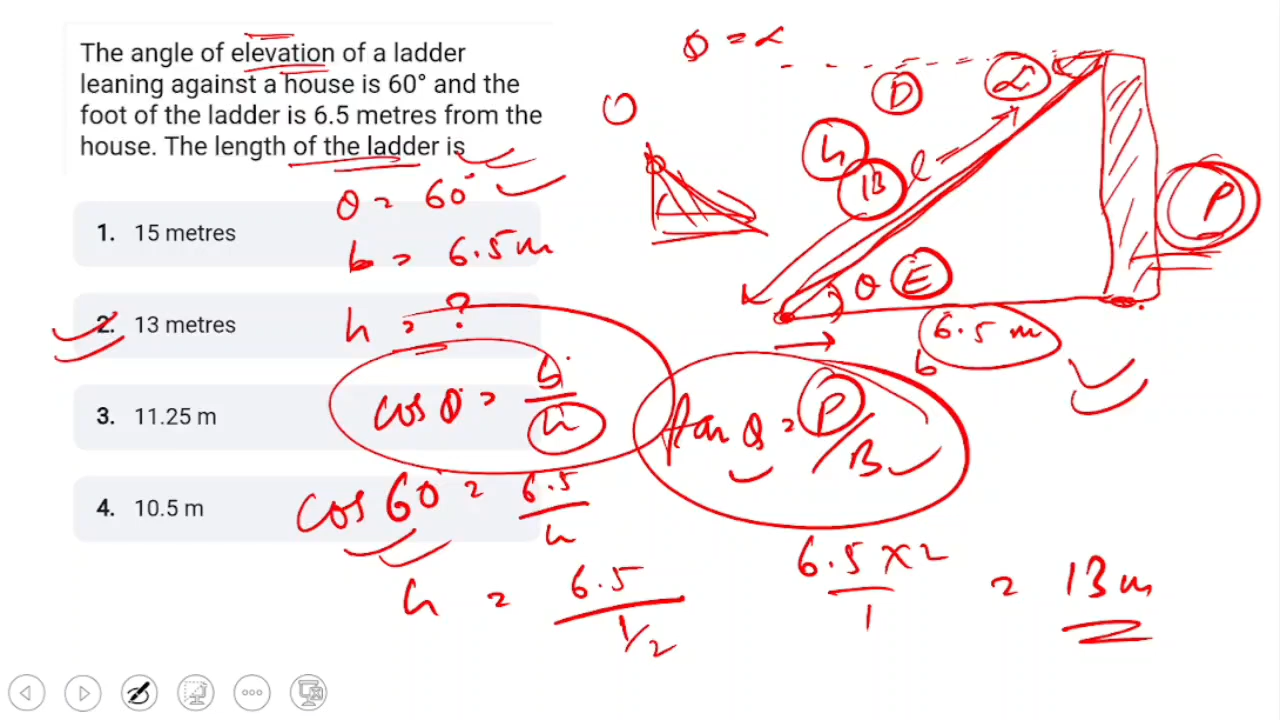 The angle of elevation of a ladder
leaning against a house is 60° and the
foot of the ladder is 6.5 metres from the
house. The length of the ladder is
1. 15 metres
2. 13 metres
3. 11.25 m
4. 10.5 m
θ = 60°
b = 6.5 m
h = ?
cos θ = b/h
cos 60 = 6.5/h
h = 6.5/1/2
6.5 x 2/1 = 13 m
tan θ = P/B
θ = α
D
α
h
B
l
θ E
P
6.5 m
b